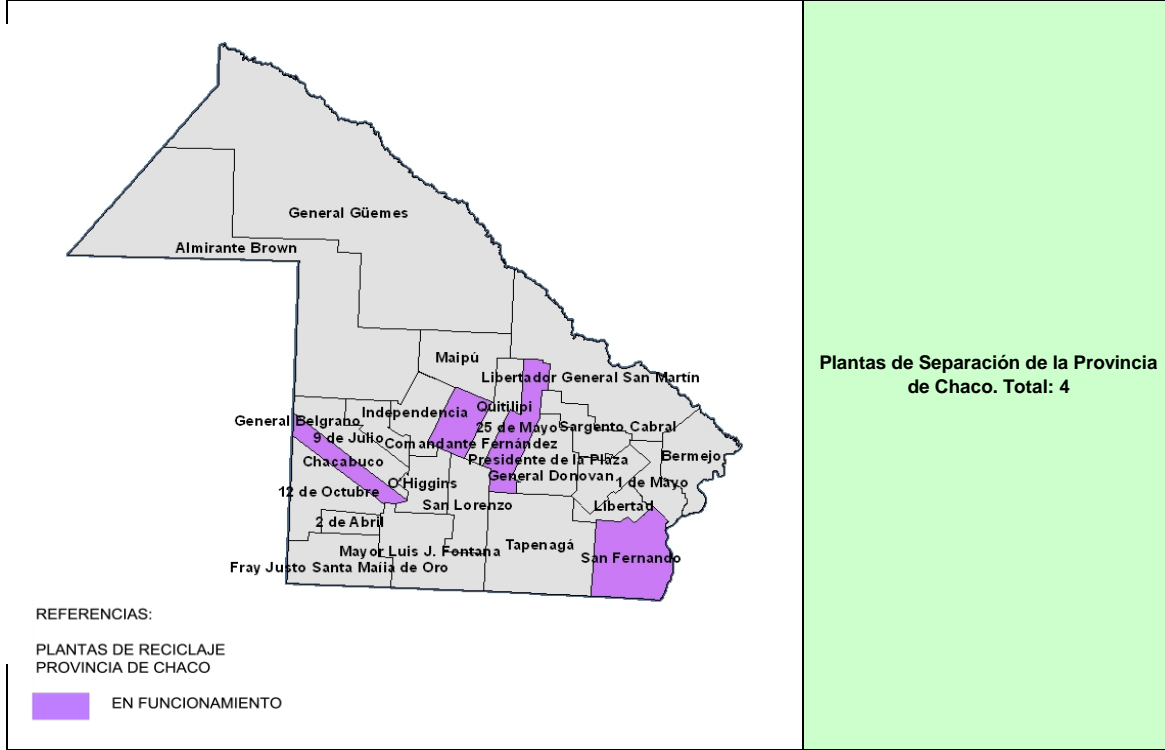 General Güemes
Almirante Brown
Maipú
Libertador General San Martín
Quitilipi
Independencia
General Belgrano
25 de Mayo
Sargento Cabral
9 de Julio
Comandante Fernández
Bermejo
Presidente de la Plaza
Chacabuco
General Donovan
O'Higgins
1 de Mayo
12 de Octubre
San Lorenzo
Libertad
2 de Abril
Tapenagá
Mayor Luis J. Fontana
San Fernando
Fray Justo Santa Maíia de Oro
REFERENCIAS:
PLANTAS DE RECICLAJE
PROVINCIA DE CHACO
EN FUNCIONAMIENTO
Plantas de Separación de la Provincia
de Chaco. Total: 4